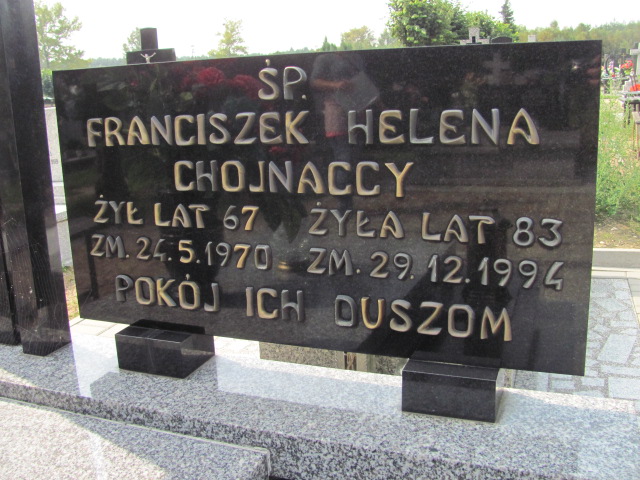 ŚP.
FRANCISZEK HELENA
CHOJNACCY
ŻYŁ LAT 67 ŻYŁA LAT 83
ZM. 24.5.1970 ZM. 29.12.1994
POKÓJ ICH DUSZOM